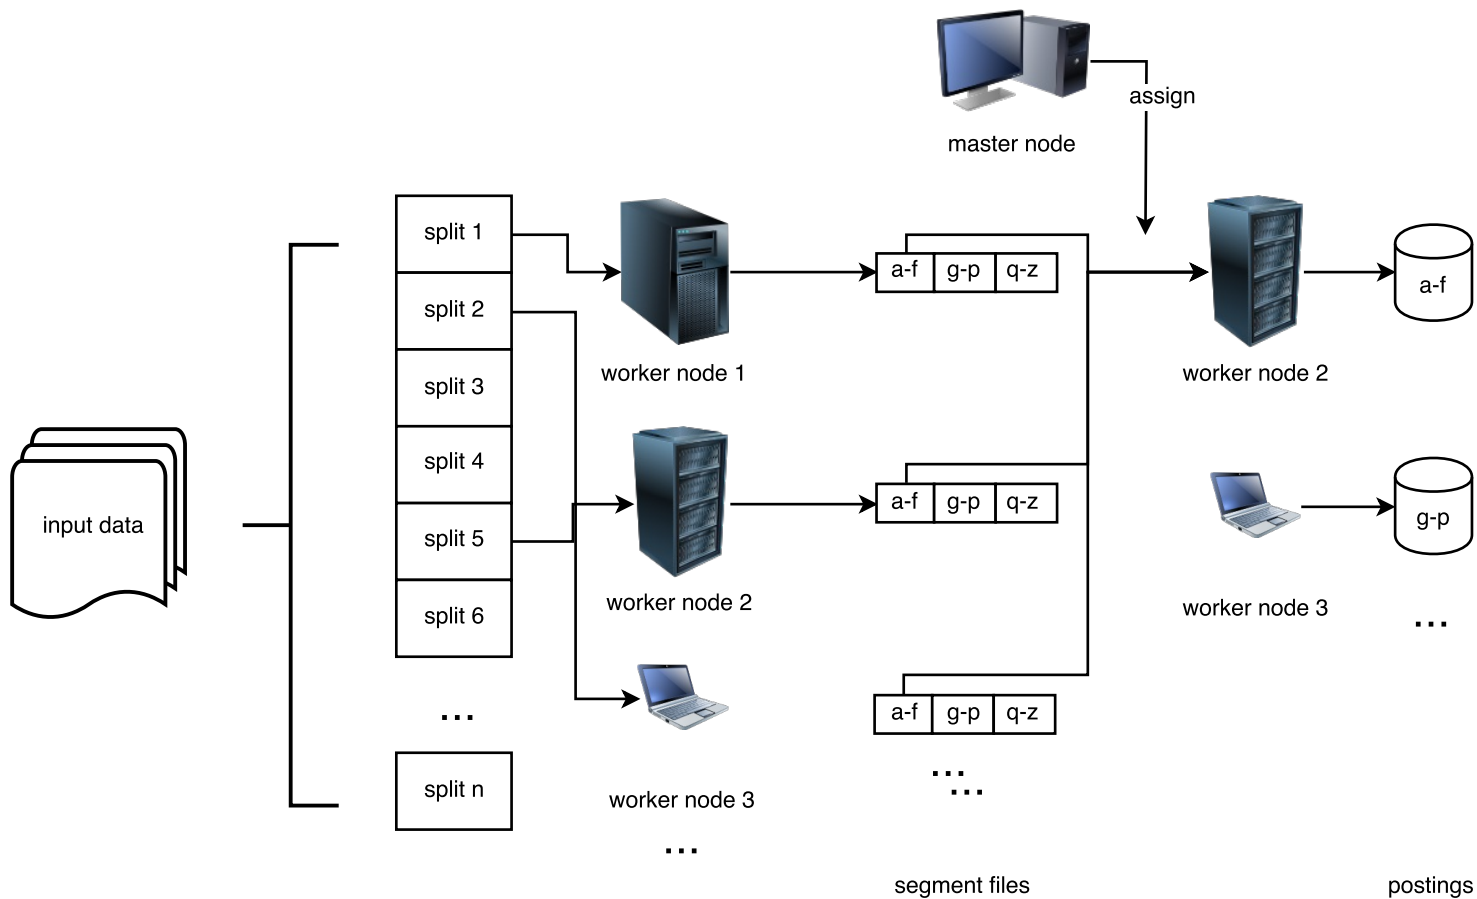 assign
master node
split 1
split 2
split 3
split 4
split 5
split 6
...
split n
input data
worker node 1
worker node 2
worker node 3
...
a-f g-p q-z
a-f g-p q-z
a-f g-p q-z
...
...
segment files
worker node 2
worker node 3
a-f
g-p
...
postings